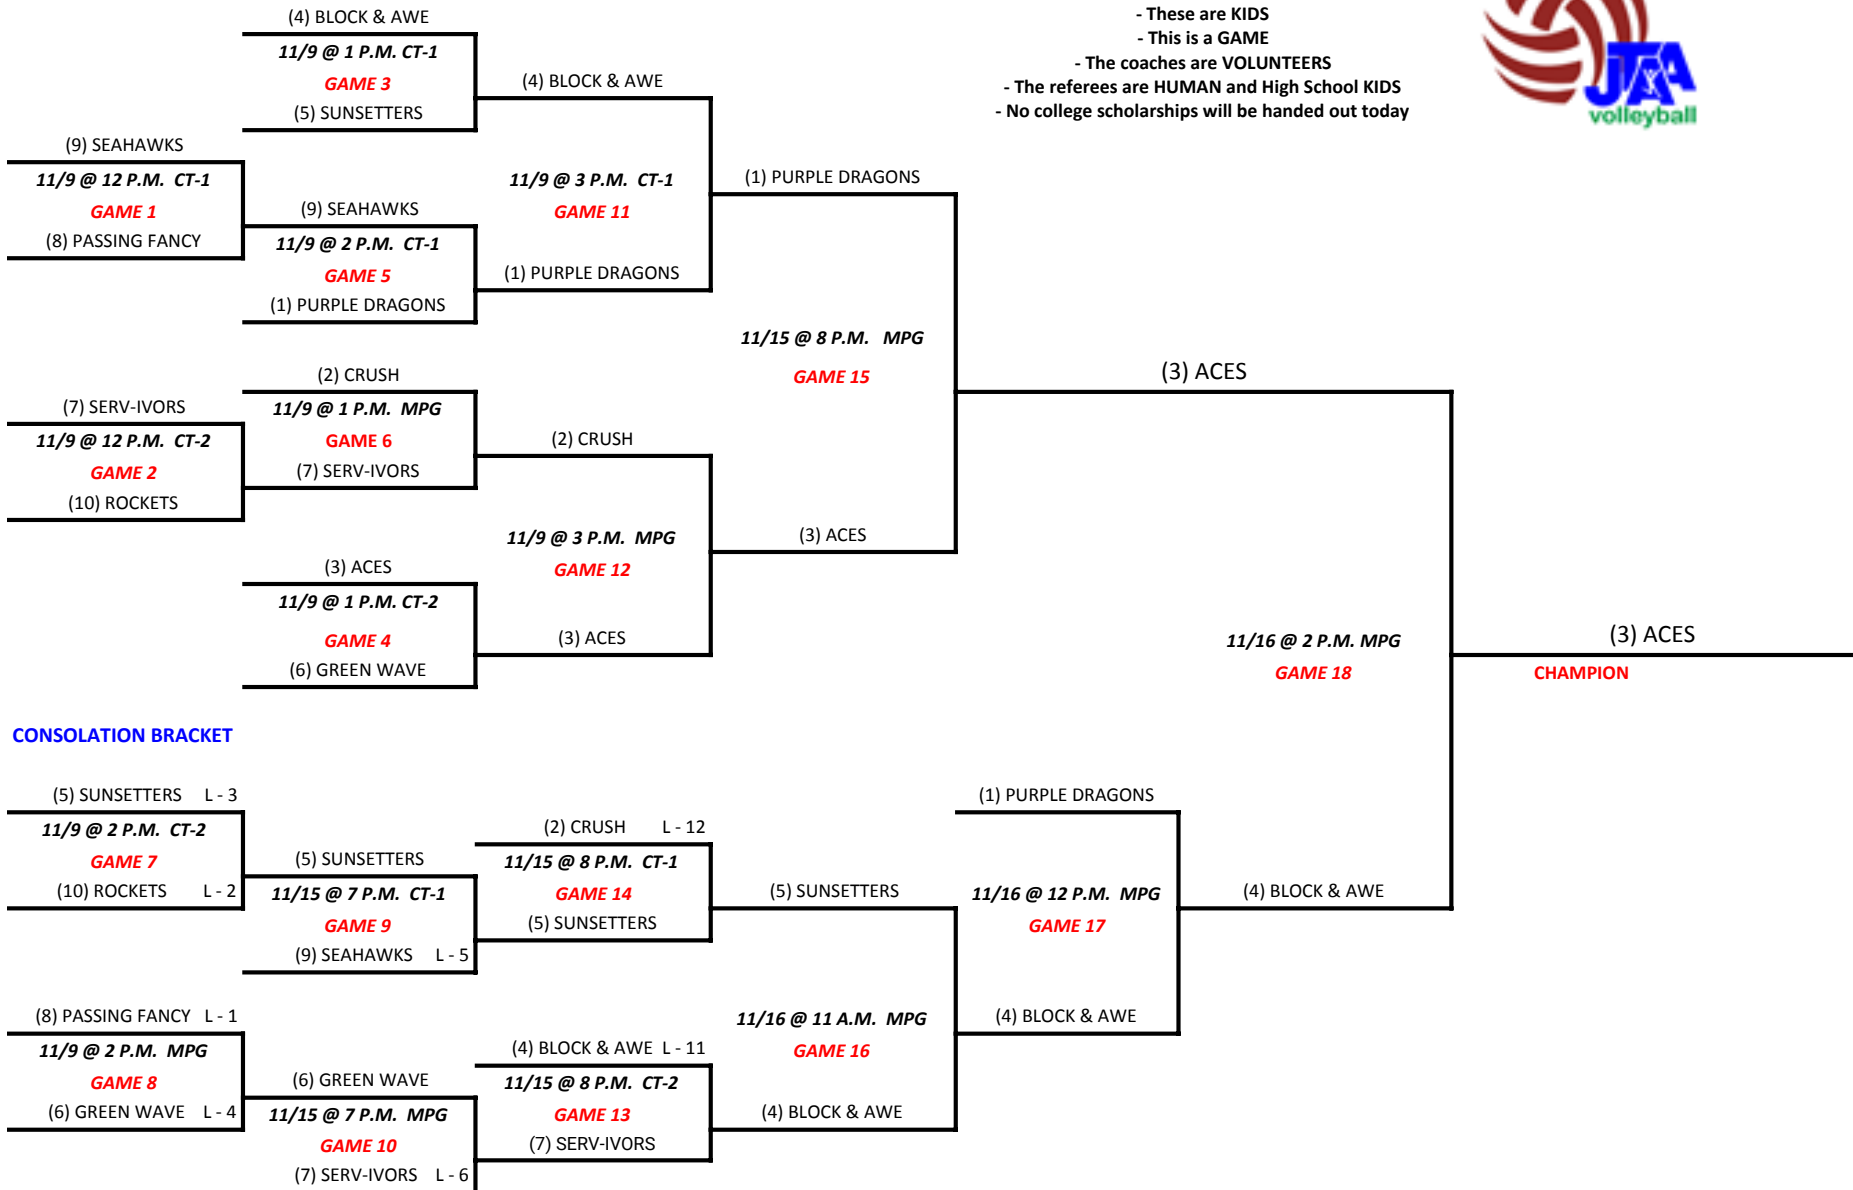 - These are KIDS
- This is a GAME
- The coaches are VOLUNTEERS
- The referees are HUMAN and High School KIDS
- No college scholarships will be handed out today
JTAA
volleyball
(4) BLOCK & AWE
11/9 @ 1 P.M. CT-1
GAME 3
(5) SUNSETTERS
(9) SEAHAWKS
11/9 @ 12 P.M. CT-1
GAME 1
(8) PASSING FANCY
(9) SEAHAWKS
11/9 @ 2 P.M. CT-1
GAME 5
(1) PURPLE DRAGONS
(4) BLOCK & AWE
11/9 @ 3 P.M. CT-1
GAME 11
(1) PURPLE DRAGONS
(2) CRUSH
11/9 @ 1 P.M. MPG
GAME 6
(7) SERV-IVORS
(7) SERV-IVORS
11/9 @ 12 P.M. CT-2
GAME 2
(10) ROCKETS
(3) ACES
11/9 @ 1 P.M. CT-2
GAME 4
(6) GREEN WAVE
(2) CRUSH
11/9 @ 3 P.M. MPG
GAME 12
(3) ACES
(1) PURPLE DRAGONS
11/15 @ 8 P.M. MPG
GAME 15
(3) ACES
(3) ACES
11/16 @ 2 P.M. MPG
GAME 18
(3) ACES
CHAMPION
CONSOLATION BRACKET
(5) SUNSETTERS L - 3
11/9 @ 2 P.M. CT-2
GAME 7
(10) ROCKETS L - 2
(5) SUNSETTERS
11/15 @ 7 P.M. CT-1
GAME 9
(9) SEAHAWKS L - 5
(2) CRUSH L - 12
11/15 @ 8 P.M. CT-1
GAME 14
(5) SUNSETTERS
(8) PASSING FANCY L - 1
11/9 @ 2 P.M. MPG
GAME 8
(6) GREEN WAVE L - 4
(6) GREEN WAVE
11/15 @ 7 P.M. MPG
GAME 10
(7) SERV-IVORS L - 6
(4) BLOCK & AWE L - 11
11/15 @ 8 P.M. CT-2
GAME 13
(7) SERV-IVORS
(5) SUNSETTERS
11/16 @ 11 A.M. MPG
GAME 16
(4) BLOCK & AWE
(1) PURPLE DRAGONS
11/16 @ 12 P.M. MPG
GAME 17
(4) BLOCK & AWE
(4) BLOCK & AWE